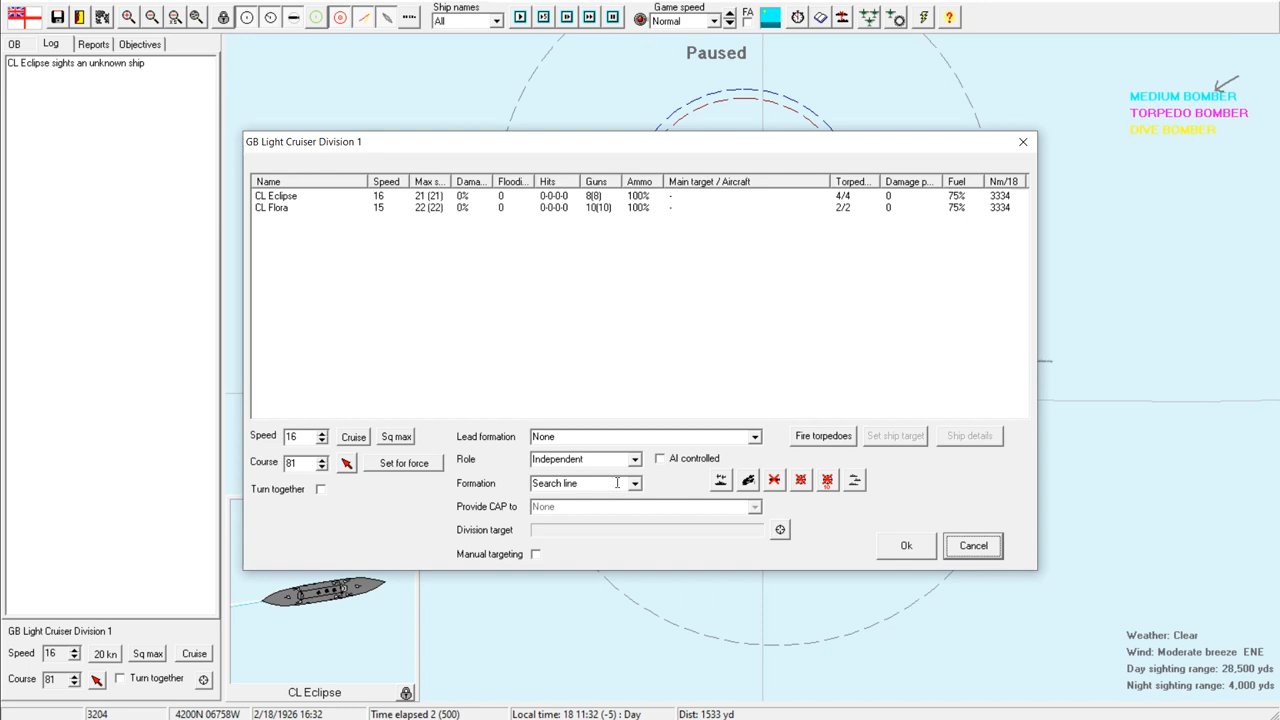 Ship names
All
Game speed
Normal
FA
OB
Log
Reports
Objectives
CL Eclipse sights an unknown ship
Paused
MEDIUM BOMBER
TORPEDO BOMBER
DIVE BOMBER
GB Light Cruiser Division 1
Name Speed Max s... Dama... Floodi... Hits Guns Ammo Main target / Aircraft Torped... Damage p... Fuel Nm/18
CL Eclipse 16 21 (21) 0% 0 0-0-0-0 8(8) 100% - 4/4 0 75% 3334
CL Flora 15 22 (22) 0% 0 0-0-0-0 10(10) 100% - 2/2 0 75% 3334
Speed 16 Cruise Sq max
Course 81 Set for force
Turn together
Lead formation None
Role Independent AI controlled
Formation Search line
Provide CAP to None
Division target
Manual targeting
Fire torpedoes Set ship target Ship details
10
Ok Cancel
GB Light Cruiser Division 1
Speed 16 20 kn Sq max Cruise
Course 81 Turn together
CL Eclipse
Weather: Clear
Wind: Moderate breeze ENE
Day sighting range: 28,500 yds
Night sighting range: 4,000 yds
3204 4200N 06758W 2/18/1926 16:32 Time elapsed 2 (500) Local time: 18 11:32 (-5) : Day Dist: 1533 yd